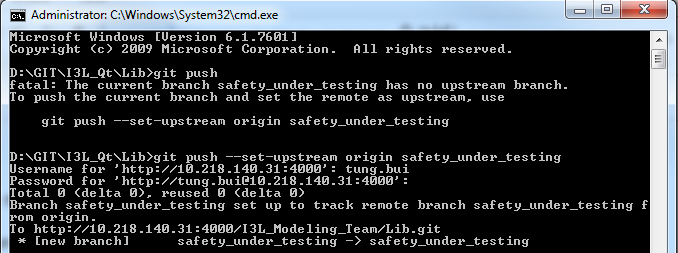 Administrator: C:\Windows\System32\cmd.exe
Microsoft Windows [Version 6.1.7601]
Copyright (c) 2009 Microsoft Corporation.  All rights reserved.
D:\GIT\I3L_Qt\Lib>git push
fatal: The current branch safety_under_testing has no upstream branch.
To push the current branch and set the remote as upstream, use
    git push --set-upstream origin safety_under_testing
D:\GIT\I3L_Qt\Lib>git push --set-upstream origin safety_under_testing
Username for 'http://10.218.140.31:4000': tung.bui
Password for 'http://tung.bui@10.218.140.31:4000':
Total 0 (delta 0), reused 0 (delta 0)
Branch safety_under_testing set up to track remote branch safety_under_testing f
rom origin.
To http://10.218.140.31:4000/I3L_Modeling_Team/Lib.git
 * [new branch]      safety_under_testing -> safety_under_testing